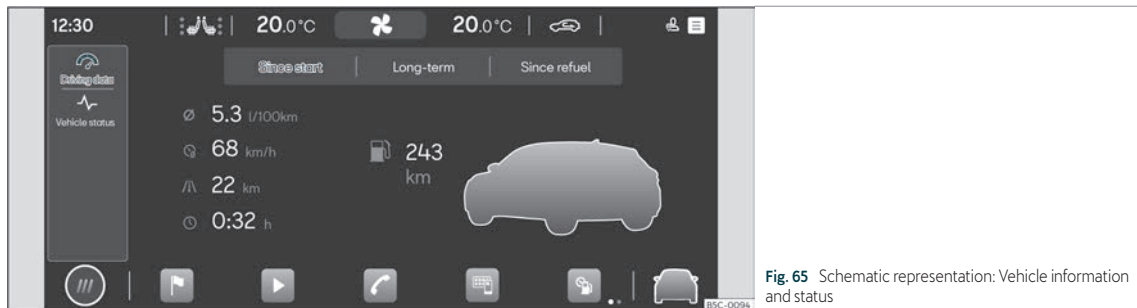 12:30
20.0°C
20.0°C
Driving data
Vehicle status
Since start
Long-term
Since refuel
Ø 5.3 l/100km
68 km/h
22 km
0:32 h
243
km
B5C-0094
Fig. 65 Schematic representation: Vehicle information
and status